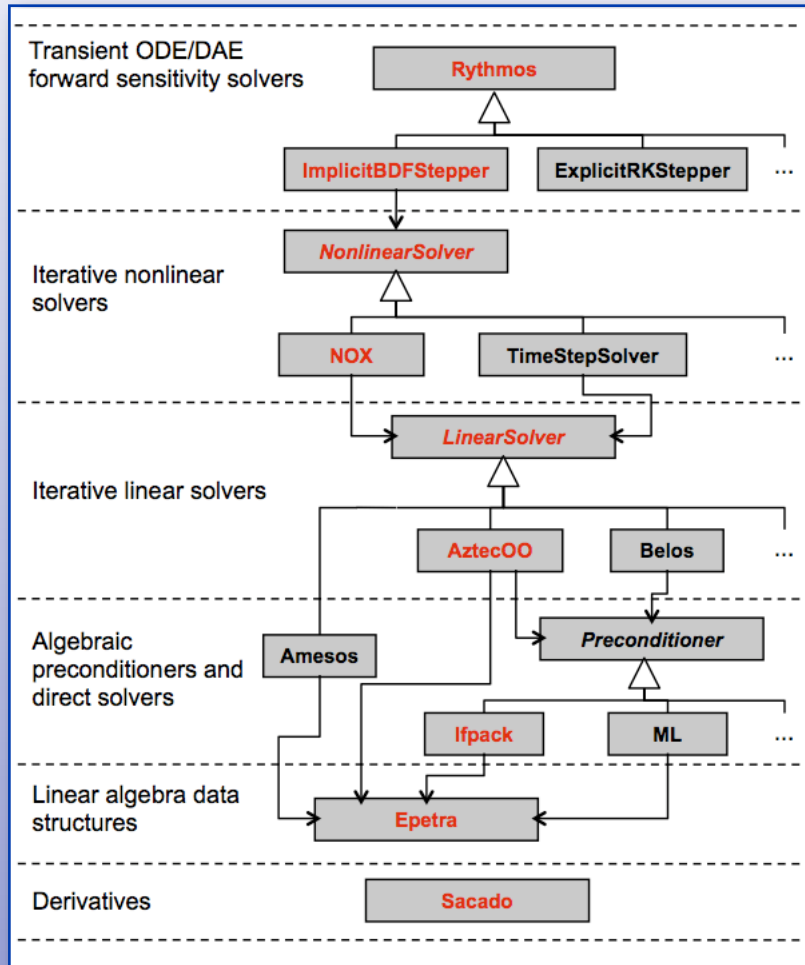 Transient ODE/DAE
forward sensitivity solvers
Rythmos
ImplicitBDFStepper
ExplicitRKStepper
...
NonlinearSolver
Iterative nonlinear
solvers
NOX
TimeStepSolver
...
LinearSolver
Iterative linear solvers
AztecOO
Belos
...
Algebraic
preconditioners and
direct solvers
Amesos
Preconditioner
Ifpack
ML
...
Linear algebra data
structures
Epetra
Derivatives
Sacado